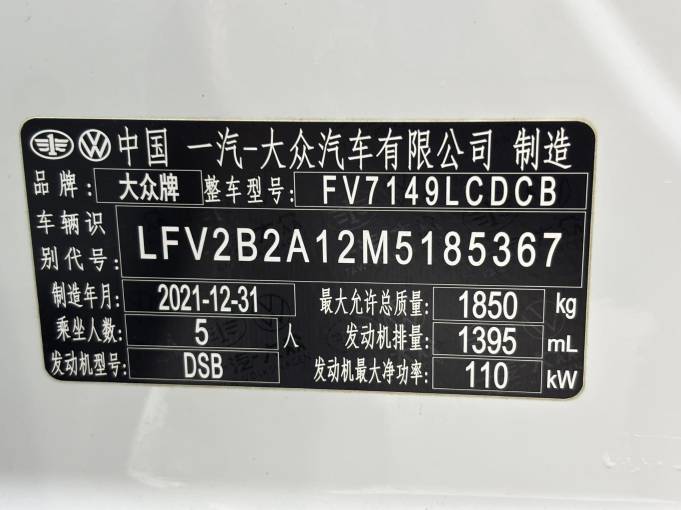 中国 一汽-大众汽车有限公司 制造
品牌: 大众牌 整车型号: FV7149LCDCB
车辆识
别代号: LFV2B2A12M5185367
制造年月: 2021-12-31 最大允许总质量: 1850 kg
乘坐人数: 5 人 发动机排量: 1395 mL
发动机型号: DSB 发动机最大净功率: 110 kW